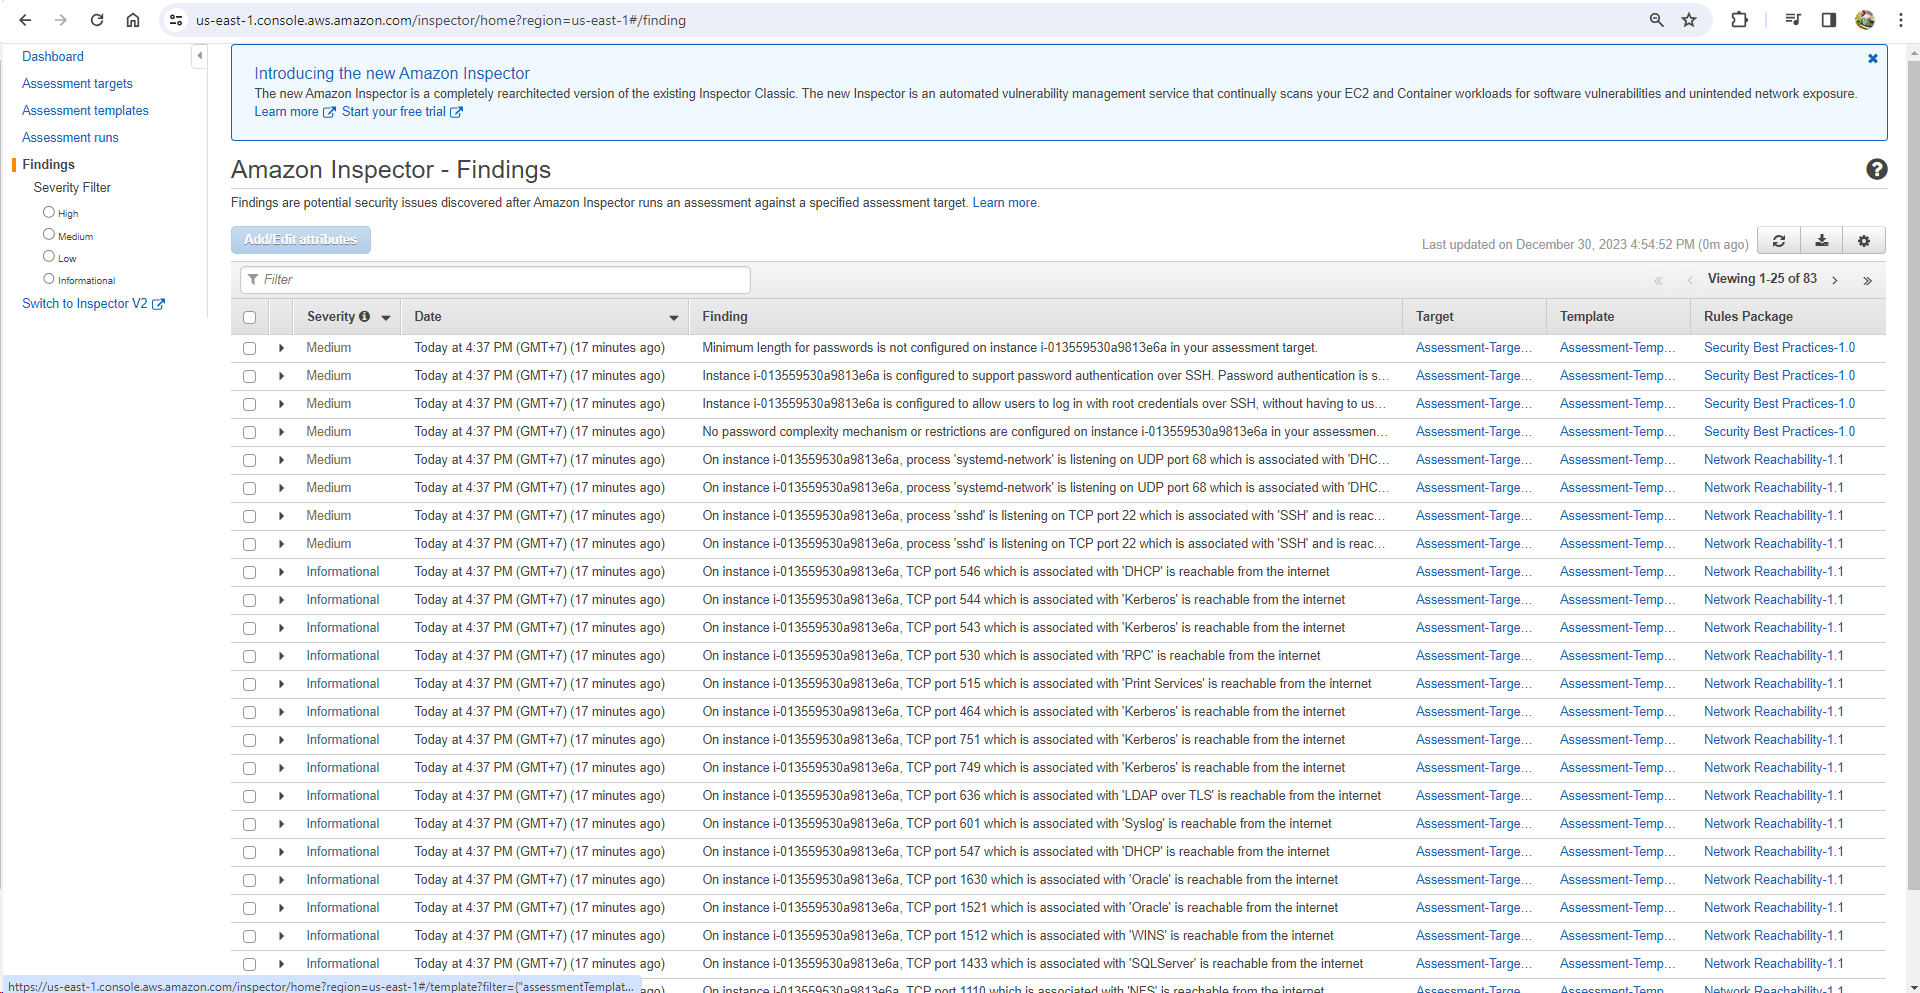 us-east-1.console.aws.amazon.com/inspector/home?region=us-east-1#/finding
Dashboard
Assessment targets
Assessment templates
Assessment runs
Findings
Severity Filter
High
Medium
Low
Informational
Switch to Inspector V2
Introducing the new Amazon Inspector
The new Amazon Inspector is a completely rearchitected version of the existing Inspector Classic. The new Inspector is an automated vulnerability management service that continually scans your EC2 and Container workloads for software vulnerabilities and unintended network exposure.
Learn more Start your free trial
Amazon Inspector - Findings
Findings are potential security issues discovered after Amazon Inspector runs an assessment against a specified assessment target. Learn more.
Add/Edit attributes
Last updated on December 30, 2023 4:54:52 PM (0m ago)
Filter
« ‹ Viewing 1-25 of 83 › »
Severity Date Finding Target Template Rules Package
Medium Today at 4:37 PM (GMT+7) (17 minutes ago) Minimum length for passwords is not configured on instance i-013559530a9813e6a in your assessment target. Assessment-Targe... Assessment-Temp... Security Best Practices-1.0
Medium Today at 4:37 PM (GMT+7) (17 minutes ago) Instance i-013559530a9813e6a is configured to support password authentication over SSH. Password authentication is s... Assessment-Targe... Assessment-Temp... Security Best Practices-1.0
Medium Today at 4:37 PM (GMT+7) (17 minutes ago) Instance i-013559530a9813e6a is configured to allow users to log in with root credentials over SSH, without having to us... Assessment-Targe... Assessment-Temp... Security Best Practices-1.0
Medium Today at 4:37 PM (GMT+7) (17 minutes ago) No password complexity mechanism or restrictions are configured on instance i-013559530a9813e6a in your assessmen... Assessment-Targe... Assessment-Temp... Security Best Practices-1.0
Medium Today at 4:37 PM (GMT+7) (17 minutes ago) On instance i-013559530a9813e6a, process 'systemd-network' is listening on UDP port 68 which is associated with 'DHC... Assessment-Targe... Assessment-Temp... Network Reachability-1.1
Medium Today at 4:37 PM (GMT+7) (17 minutes ago) On instance i-013559530a9813e6a, process 'systemd-network' is listening on UDP port 68 which is associated with 'DHC... Assessment-Targe... Assessment-Temp... Network Reachability-1.1
Medium Today at 4:37 PM (GMT+7) (17 minutes ago) On instance i-013559530a9813e6a, process 'sshd' is listening on TCP port 22 which is associated with 'SSH' and is reac... Assessment-Targe... Assessment-Temp... Network Reachability-1.1
Medium Today at 4:37 PM (GMT+7) (17 minutes ago) On instance i-013559530a9813e6a, process 'sshd' is listening on TCP port 22 which is associated with 'SSH' and is reac... Assessment-Targe... Assessment-Temp... Network Reachability-1.1
Informational Today at 4:37 PM (GMT+7) (17 minutes ago) On instance i-013559530a9813e6a, TCP port 546 which is associated with 'DHCP' is reachable from the internet Assessment-Targe... Assessment-Temp... Network Reachability-1.1
Informational Today at 4:37 PM (GMT+7) (17 minutes ago) On instance i-013559530a9813e6a, TCP port 544 which is associated with 'Kerberos' is reachable from the internet Assessment-Targe... Assessment-Temp... Network Reachability-1.1
Informational Today at 4:37 PM (GMT+7) (17 minutes ago) On instance i-013559530a9813e6a, TCP port 543 which is associated with 'Kerberos' is reachable from the internet Assessment-Targe... Assessment-Temp... Network Reachability-1.1
Informational Today at 4:37 PM (GMT+7) (17 minutes ago) On instance i-013559530a9813e6a, TCP port 530 which is associated with 'RPC' is reachable from the internet Assessment-Targe... Assessment-Temp... Network Reachability-1.1
Informational Today at 4:37 PM (GMT+7) (17 minutes ago) On instance i-013559530a9813e6a, TCP port 515 which is associated with 'Print Services' is reachable from the internet Assessment-Targe... Assessment-Temp... Network Reachability-1.1
Informational Today at 4:37 PM (GMT+7) (17 minutes ago) On instance i-013559530a9813e6a, TCP port 464 which is associated with 'Kerberos' is reachable from the internet Assessment-Targe... Assessment-Temp... Network Reachability-1.1
Informational Today at 4:37 PM (GMT+7) (17 minutes ago) On instance i-013559530a9813e6a, TCP port 751 which is associated with 'Kerberos' is reachable from the internet Assessment-Targe... Assessment-Temp... Network Reachability-1.1
Informational Today at 4:37 PM (GMT+7) (17 minutes ago) On instance i-013559530a9813e6a, TCP port 749 which is associated with 'Kerberos' is reachable from the internet Assessment-Targe... Assessment-Temp... Network Reachability-1.1
Informational Today at 4:37 PM (GMT+7) (17 minutes ago) On instance i-013559530a9813e6a, TCP port 636 which is associated with 'LDAP over TLS' is reachable from the internet Assessment-Targe... Assessment-Temp... Network Reachability-1.1
Informational Today at 4:37 PM (GMT+7) (17 minutes ago) On instance i-013559530a9813e6a, TCP port 601 which is associated with 'Syslog' is reachable from the internet Assessment-Targe... Assessment-Temp... Network Reachability-1.1
Informational Today at 4:37 PM (GMT+7) (17 minutes ago) On instance i-013559530a9813e6a, TCP port 547 which is associated with 'DHCP' is reachable from the internet Assessment-Targe... Assessment-Temp... Network Reachability-1.1
Informational Today at 4:37 PM (GMT+7) (17 minutes ago) On instance i-013559530a9813e6a, TCP port 1630 which is associated with 'Oracle' is reachable from the internet Assessment-Targe... Assessment-Temp... Network Reachability-1.1
Informational Today at 4:37 PM (GMT+7) (17 minutes ago) On instance i-013559530a9813e6a, TCP port 1521 which is associated with 'Oracle' is reachable from the internet Assessment-Targe... Assessment-Temp... Network Reachability-1.1
Informational Today at 4:37 PM (GMT+7) (17 minutes ago) On instance i-013559530a9813e6a, TCP port 1512 which is associated with 'WINS' is reachable from the internet Assessment-Targe... Assessment-Temp... Network Reachability-1.1
Informational Today at 4:37 PM (GMT+7) (17 minutes ago) On instance i-013559530a9813e6a, TCP port 1433 which is associated with 'SQLServer' is reachable from the internet Assessment-Targe... Assessment-Temp... Network Reachability-1.1
ago) On instance i-013559530a9813e6a, TCP port 1110 which is associated with 'NFS' is reachable from the internet Assessment-Targe... Assessment-Temp... Network Reachability-1.1
https://us-east-1.console.aws.amazon.com/inspector/home?region=us-east-1#/template?filter={"assessmentTemplat...